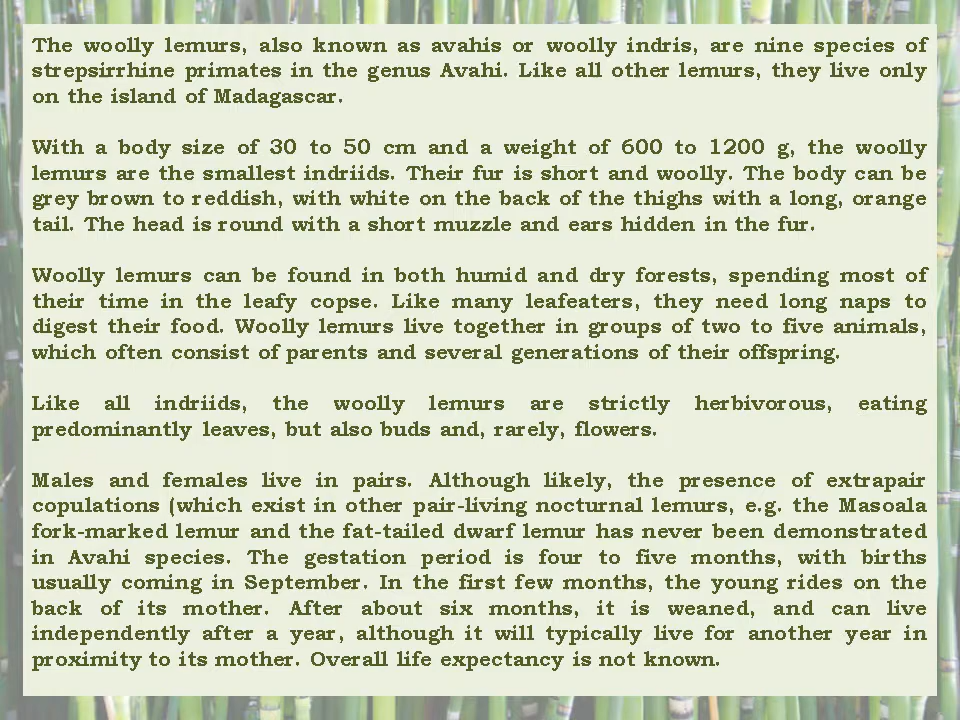 The woolly lemurs, also known as avahis or woolly indris, are nine species of
strepsirrhine primates in the genus Avahi. Like all other lemurs, they live only
on the island of Madagascar.
With a body size of 30 to 50 cm and a weight of 600 to 1200 g, the woolly
lemurs are the smallest indriids. Their fur is short and woolly. The body can be
grey brown to reddish, with white on the back of the thighs with a long, orange
tail. The head is round with a short muzzle and ears hidden in the fur.
Woolly lemurs can be found in both humid and dry forests, spending most of
their time in the leafy copse. Like many leafeaters, they need long naps to
digest their food. Woolly lemurs live together in groups of two to five animals,
which often consist of parents and several generations of their offspring.
Like all indriids, the woolly lemurs are strictly herbivorous, eating
predominantly leaves, but also buds and, rarely, flowers.
Males and females live in pairs. Although likely, the presence of extrapair
copulations (which exist in other pair-living nocturnal lemurs, e.g. the Masoala
fork-marked lemur and the fat-tailed dwarf lemur has never been demonstrated
in Avahi species. The gestation period is four to five months, with births
usually coming in September. In the first few months, the young rides on the
back of its mother. After about six months, it is weaned, and can live
independently after a year, although it will typically live for another year in
proximity to its mother. Overall life expectancy is not known.